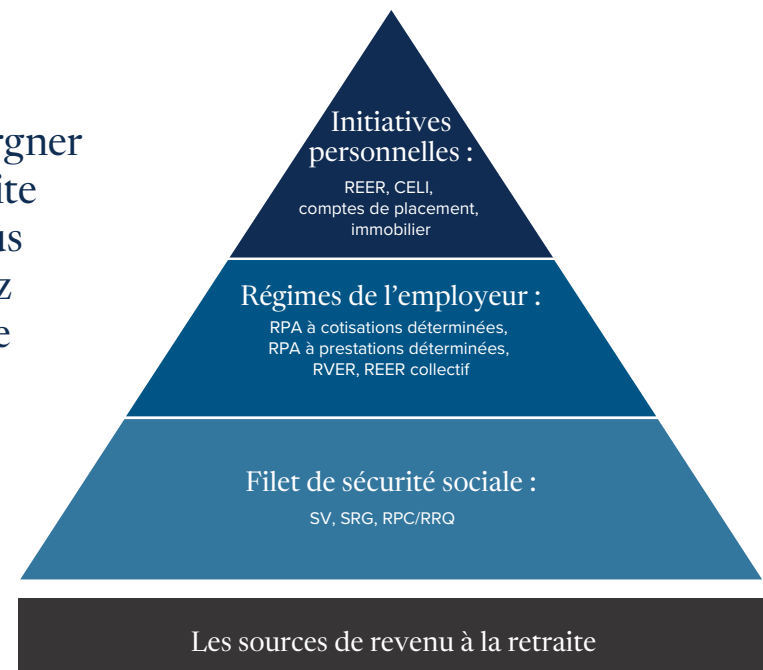 Initiatives
personnelles :
REER, CELI,
comptes de placement,
immobilier
Régimes de l’employeur :
RPA à cotisations déterminées,
RPA à prestations déterminées,
RVER, REER collectif
Filet de sécurité sociale :
SV, SRG, RPC/RRQ
Les sources de revenu à la retraite